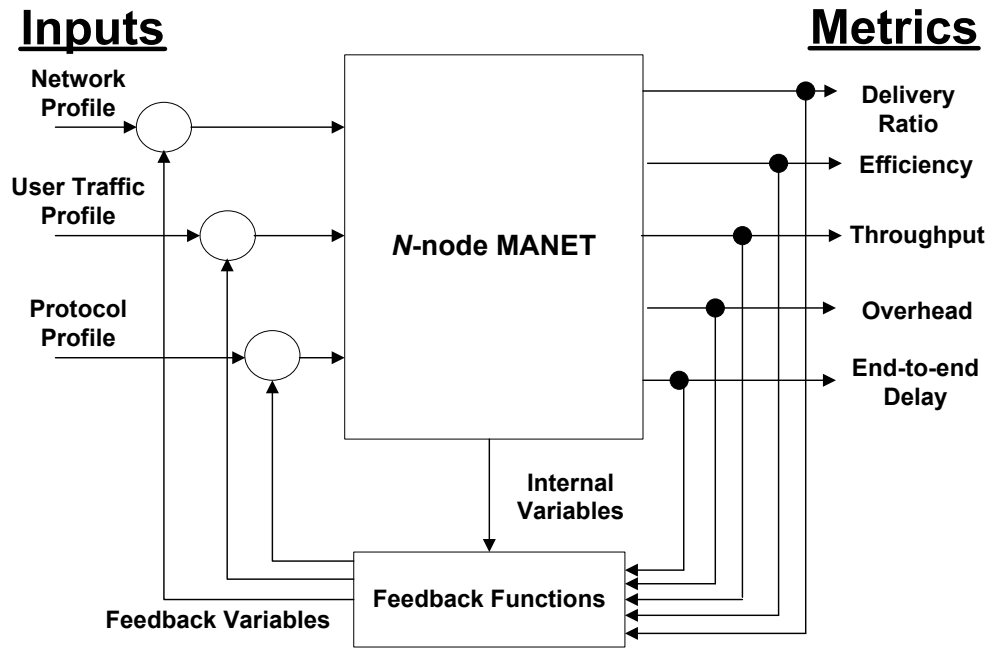 Inputs
Metrics
Network
Profile
User Traffic
Profile
Protocol
Profile
N-node MANET
Delivery
Ratio
Efficiency
Throughput
Overhead
End-to-end
Delay
Internal
Variables
Feedback Functions
Feedback Variables